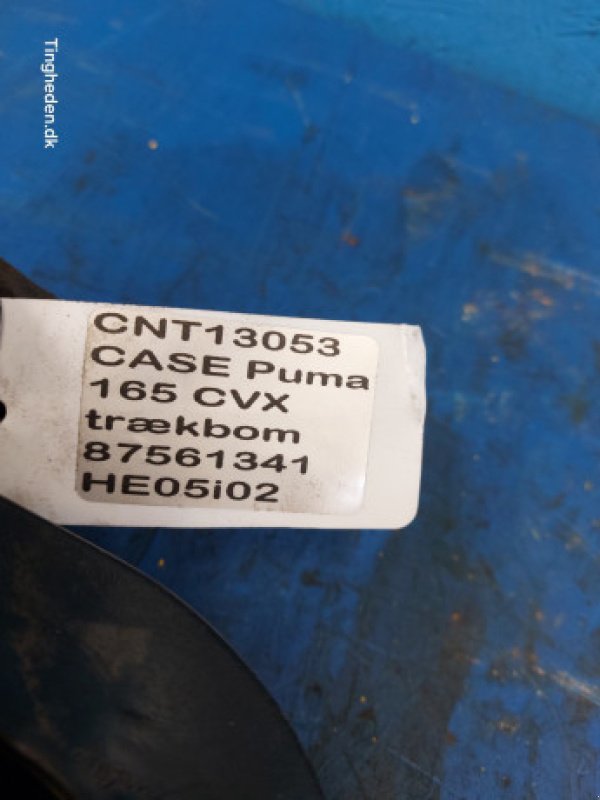 Tingheden.dk
CNT13053
CASE Puma
165 CVX
trækbom
87561341
HE05i02